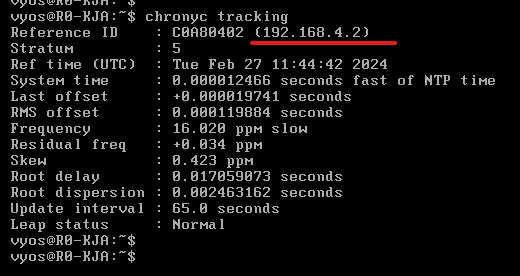 vyos@R0-KJA:~$
vyos@R0-KJA:~$ chronyc tracking
Reference ID    : C0A80402 (192.168.4.2)
Stratum         : 5
Ref time (UTC)  : Tue Feb 27 11:44:42 2024
System time     : 0.000012466 seconds fast of NTP time
Last offset     : +0.000019741 seconds
RMS offset      : 0.000119884 seconds
Frequency       : 16.020 ppm slow
Residual freq   : +0.034 ppm
Skew            : 0.423 ppm
Root delay      : 0.017059073 seconds
Root dispersion : 0.002463162 seconds
Update interval : 65.0 seconds
Leap status     : Normal
vyos@R0-KJA:~$
vyos@R0-KJA:~$